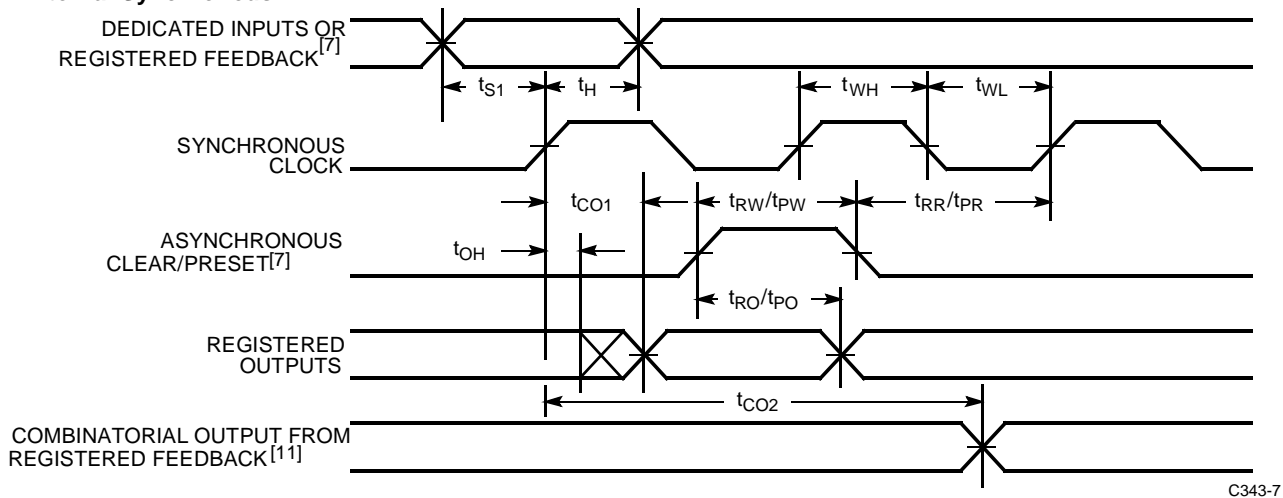 DEDICATED INPUTS OR
REGISTERED FEEDBACK[7]
tS1
tH
tWH
tWL
SYNCHRONOUS
CLOCK
tCO1
tRW/tPW
tRR/tPR
ASYNCHRONOUS
CLEAR/PRESET[7]
tOH
tRO/tPO
REGISTERED
OUTPUTS
tCO2
COMBINATORIAL OUTPUT FROM
REGISTERED FEEDBACK[11]
C343-7